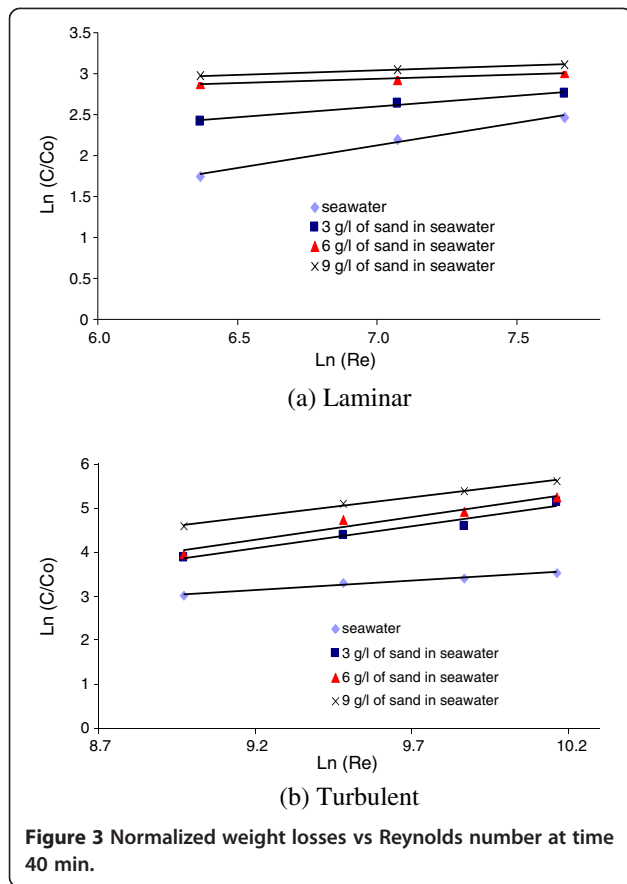 3.5
3
2.5
2
1.5
1
0.5
0
Ln (C/Co)
seawater
3 g/l of sand in seawater
6 g/l of sand in seawater
9 g/l of sand in seawater
6.0 6.5 7.0 7.5
Ln (Re)
(a) Laminar
6
5
4
3
2
1
0
Ln (C/Co)
seawater
3 g/l of sand in seawater
6 g/l of sand in seawater
9 g/l of sand in seawater
8.7 9.2 9.7 10.2
Ln (Re)
(b) Turbulent
Figure 3 Normalized weight losses vs Reynolds number at time
40 min.